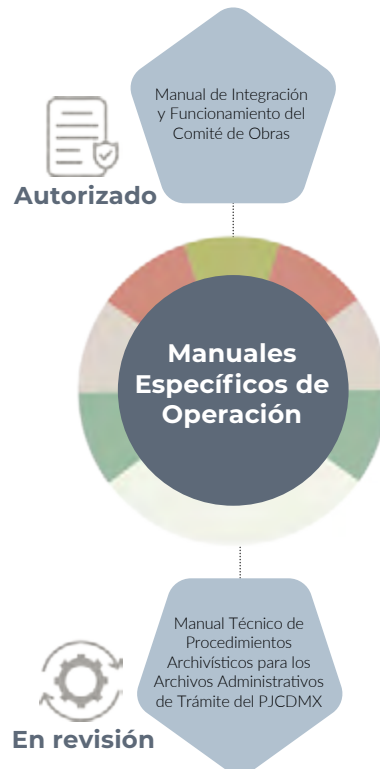 Manual de Integración
y Funcionamiento del
Comité de Obras
Autorizado
Manuales
Específicos de
Operación
Manual Técnico de
Procedimientos
Archivísticos para los
Archivos Administrativos
de Trámite del PJCDMX
En revisión